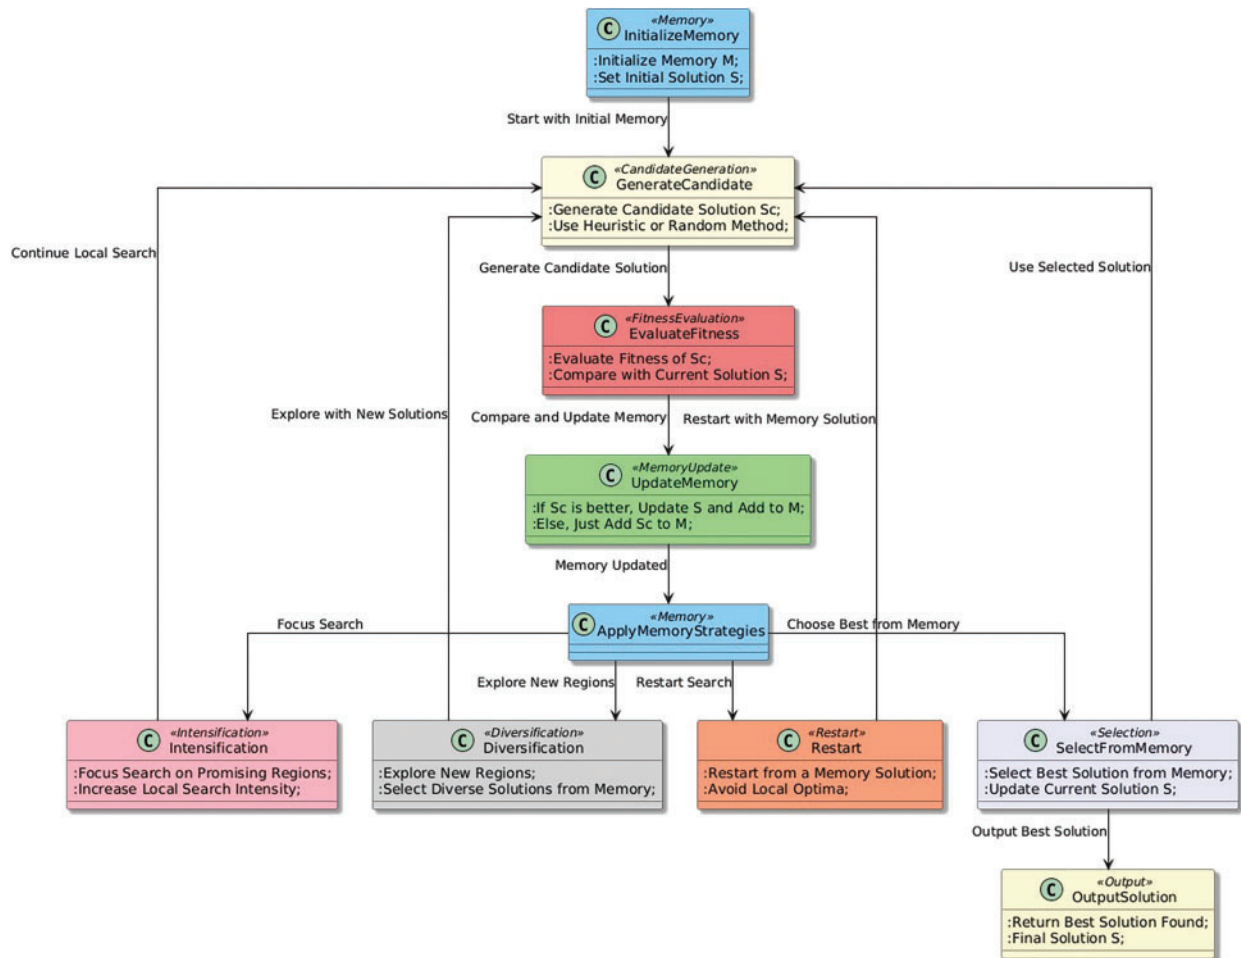 C
«Memory»
InitializeMemory
:Initialize Memory M;
:Set Initial Solution S;
Start with Initial Memory
C
«CandidateGeneration»
GenerateCandidate
:Generate Candidate Solution Sc;
:Use Heuristic or Random Method;
Continue Local Search
Generate Candidate Solution
Use Selected Solution
C
«FitnessEvaluation»
EvaluateFitness
:Evaluate Fitness of Sc;
:Compare with Current Solution S;
Explore with New Solutions
Compare and Update Memory
Restart with Memory Solution
C
«MemoryUpdate»
UpdateMemory
:If Sc is better, Update S and Add to M;
:Else, Just Add Sc to M;
Memory Updated
C
«Memory»
ApplyMemoryStrategies
Focus Search
Choose Best from Memory
Explore New Regions
Restart Search
C
«Intensification»
Intensification
:Focus Search on Promising Regions;
:Increase Local Search Intensity;
C
«Diversification»
Diversification
:Explore New Regions;
:Select Diverse Solutions from Memory;
C
«Restart»
Restart
:Restart from a Memory Solution;
:Avoid Local Optima;
C
«Selection»
SelectFromMemory
:Select Best Solution from Memory;
:Update Current Solution S;
Output Best Solution
C
«Output»
OutputSolution
:Return Best Solution Found;
:Final Solution S;